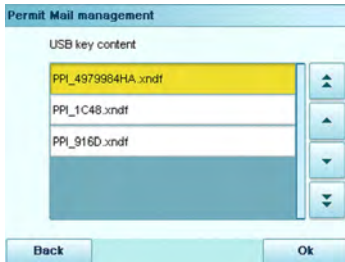 Permit Mail management
USB key content
PPI_4979984HA.xndf
PPI_1C48.xndf
PPI_916D.xndf
Back
Ok